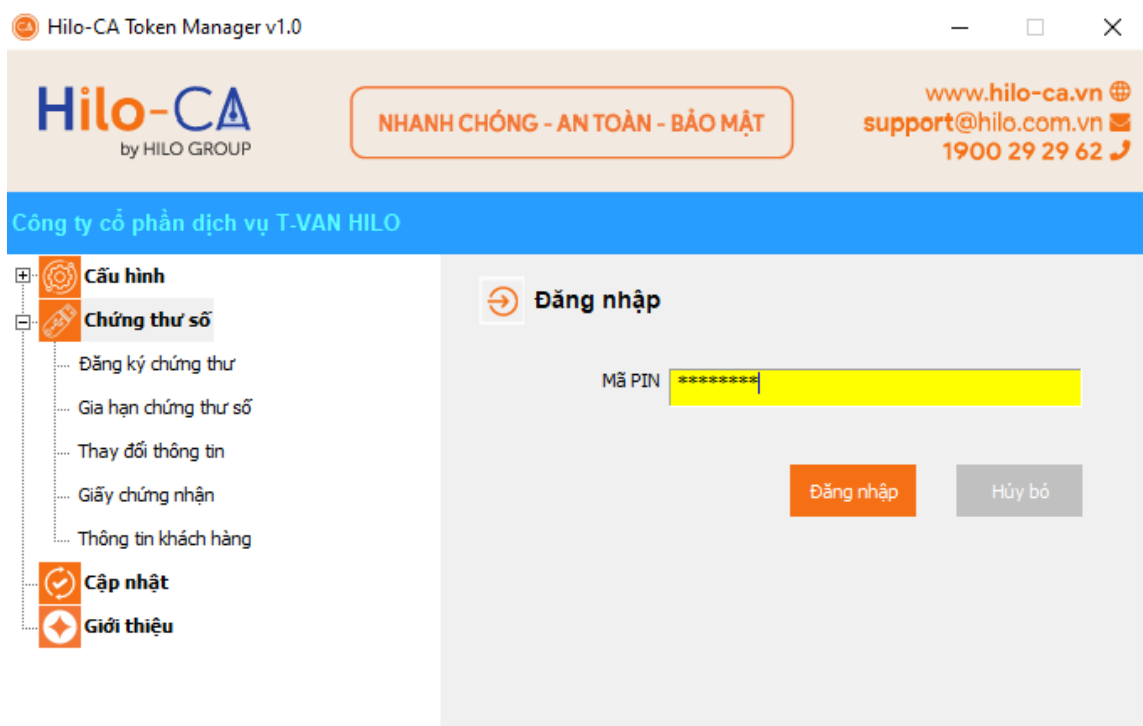 Hilo-CA Token Manager v1.0
Hilo-CA
by HILO GROUP
NHANH CHÓNG - AN TOÀN - BẢO MẬT
www.hilo-ca.vn
support@hilo.com.vn
1900 29 29 62
Công ty cổ phần dịch vụ T-VAN HILO
Cấu hình
Chứng thư số
Đăng ký chứng thư
Gia hạn chứng thư số
Thay đổi thông tin
Giấy chứng nhận
Thông tin khách hàng
Cập nhật
Giới thiệu
Đăng nhập
Mã PIN ********
Đăng nhập
Hủy bỏ